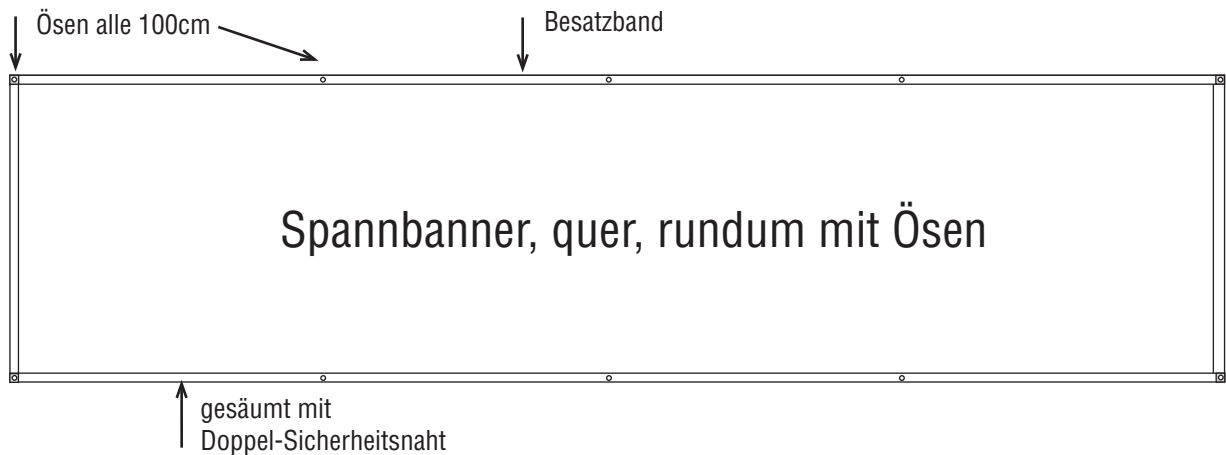 Ösen alle 100cm
Besatzband
Spannbanner, quer, rundum mit Ösen
gesäumt mit
Doppel-Sicherheitsnaht